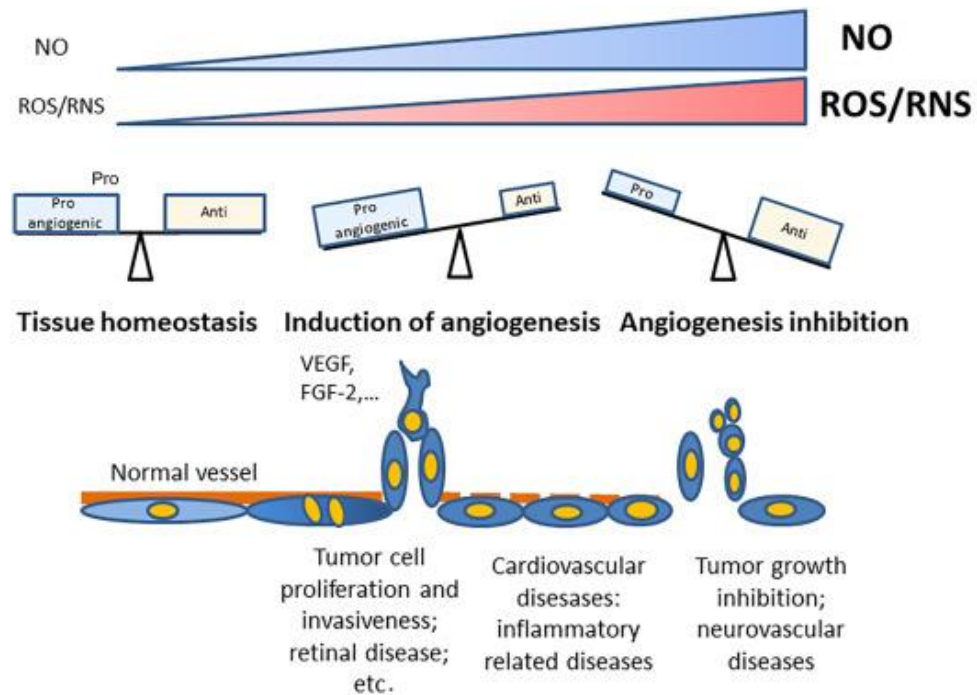 NO
NO
ROS/RNS
ROS/RNS
Pro
Pro
angiogenic
Anti
Pro
angiogenic
Anti
Pro
Anti
Tissue homeostasis
Induction of angiogenesis
Angiogenesis inhibition
VEGF,
FGF-2,...
Normal vessel
Tumor cell
proliferation and
invasiveness;
retinal disease;
etc.
Cardiovascular
disesases:
inflammatory
related diseases
Tumor growth
inhibition;
neurovascular
diseases